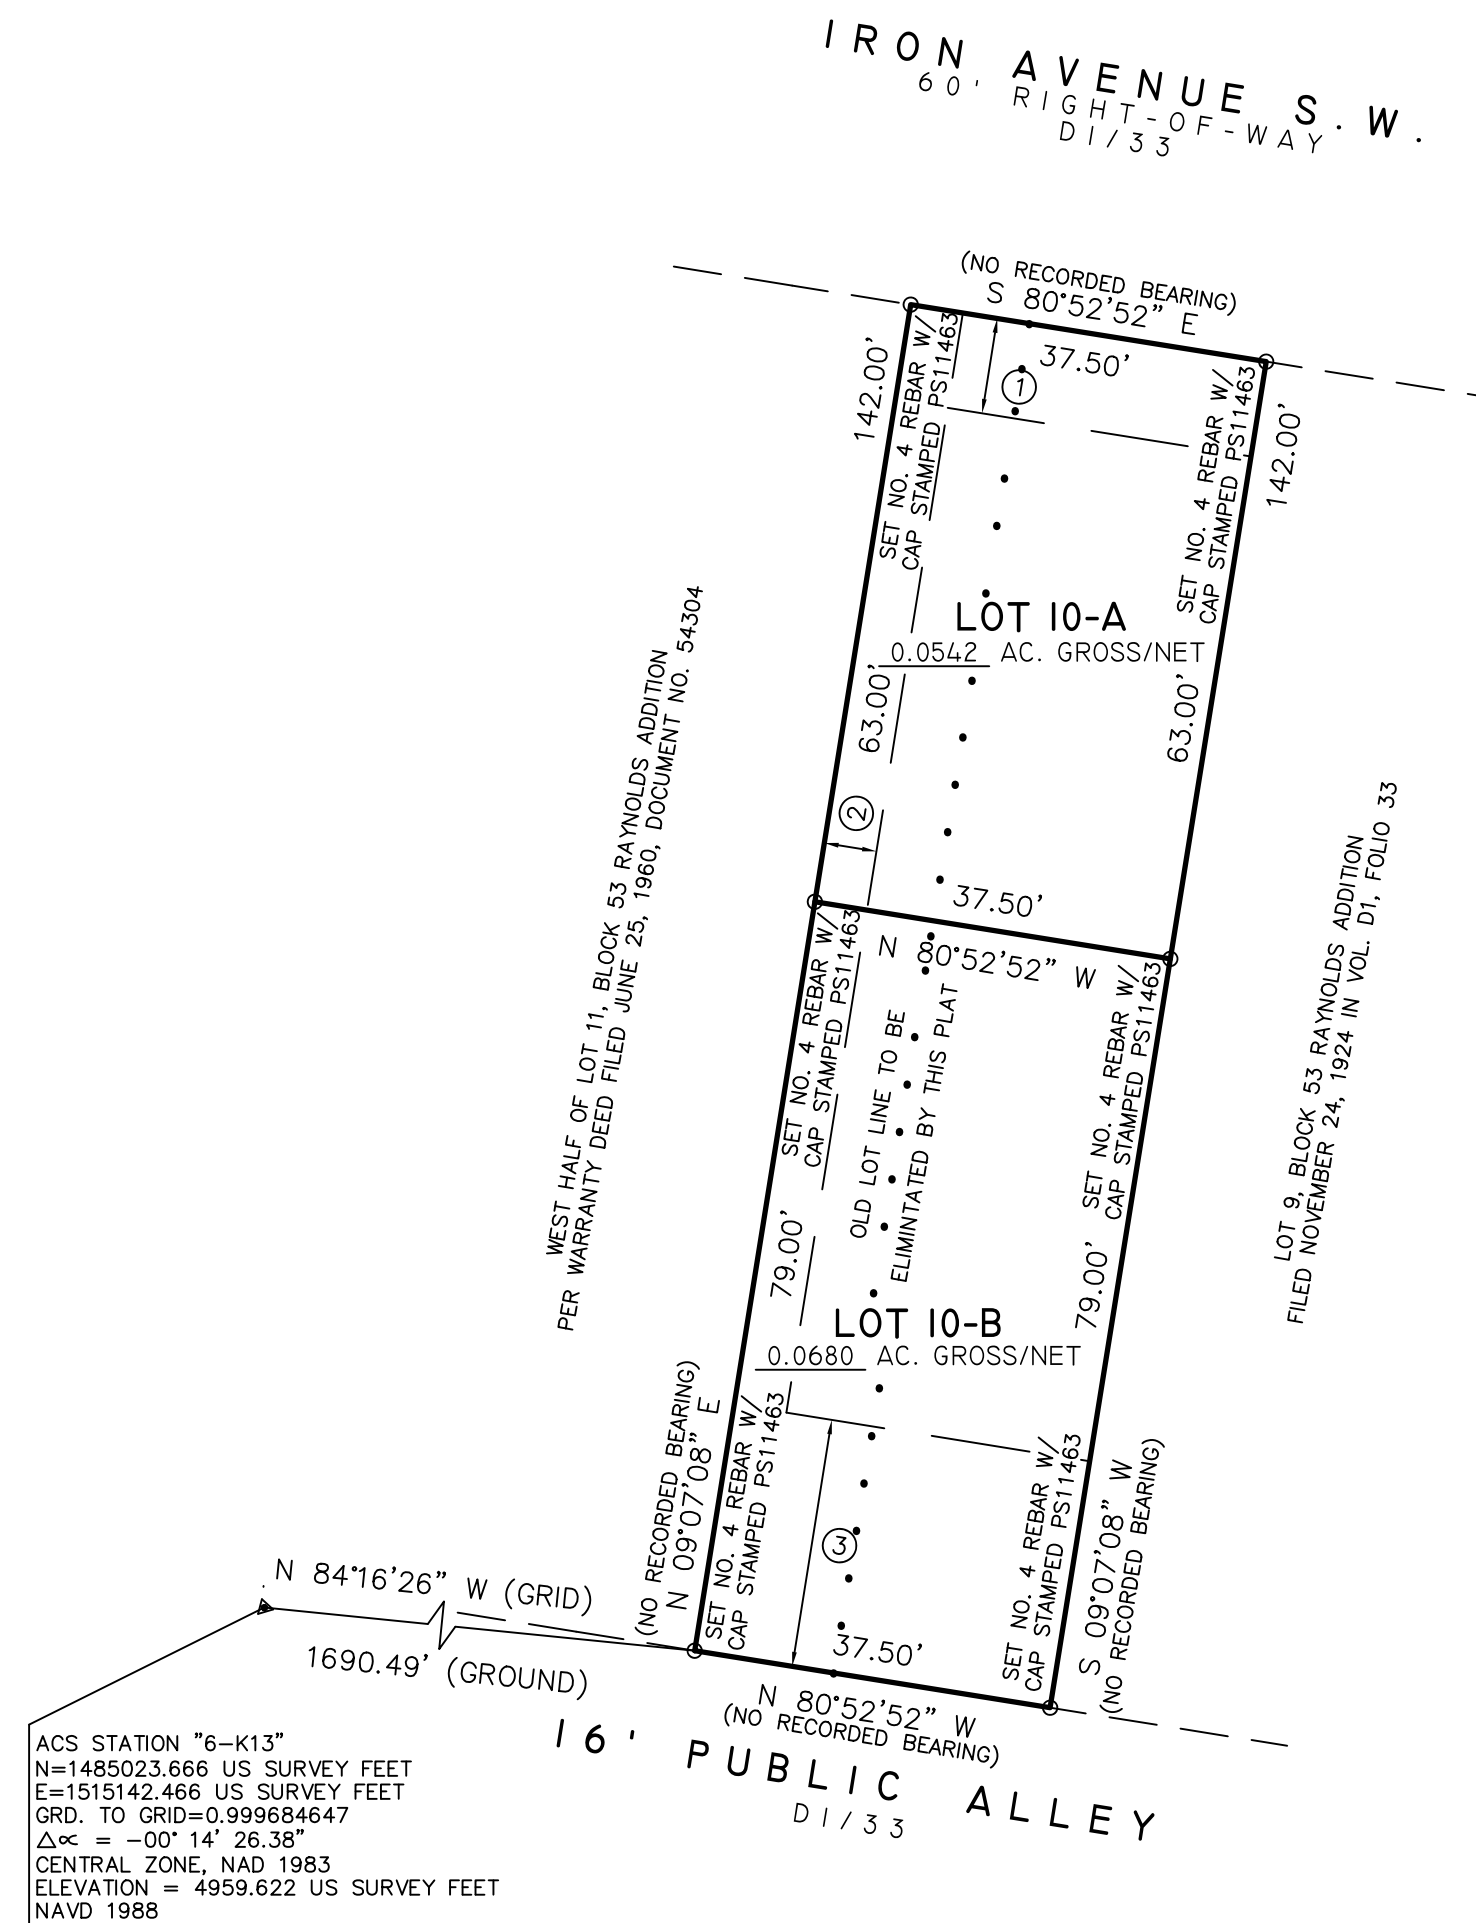 IRON AVENUE S.W.
60' RIGHT-OF-WAY
D1/33
(NO RECORDED BEARING)
S 80°52'52" E
37.50'
142.00'
SET NO. 4 REBAR W/
CAP STAMPED PS11463
1
SET NO. 4 REBAR W/
CAP STAMPED PS11463
142.00'
LOT 10-A
0.0542 AC. GROSS/NET
63.00'
63.00'
2
37.50'
N 80°52'52" W
WEST HALF OF LOT 11, BLOCK 53 RAYNOLDS ADDITION
PER WARRANTY DEED FILED JUNE 25, 1960, DOCUMENT NO. 54304
LOT 9, BLOCK 53 RAYNOLDS ADDITION
FILED NOVEMBER 24, 1924 IN VOL. D1, FOLIO 33
SET NO. 4 REBAR W/
CAP STAMPED PS11463
OLD LOT LINE TO BE
ELIMINTATED BY THIS PLAT
SET NO. 4 REBAR W/
CAP STAMPED PS11463
79.00'
79.00'
LOT 10-B
0.0680 AC. GROSS/NET
(NO RECORDED BEARING)
N 09°07'08" E
SET NO. 4 REBAR W/
CAP STAMPED PS11463
3
SET NO. 4 REBAR W/
CAP STAMPED PS11463
S 09°07'08" W
(NO RECORDED BEARING)
N 84°16'26" W (GRID)
1690.49' (GROUND)
37.50'
N 80°52'52" W
(NO RECORDED BEARING)
16' PUBLIC ALLEY
D1/33
ACS STATION "6-K13"
N=1485023.666 US SURVEY FEET
E=1515142.466 US SURVEY FEET
GRD. TO GRID=0.999684647
△∝ = -00° 14' 26.38"
CENTRAL ZONE, NAD 1983
ELEVATION = 4959.622 US SURVEY FEET
NAVD 1988